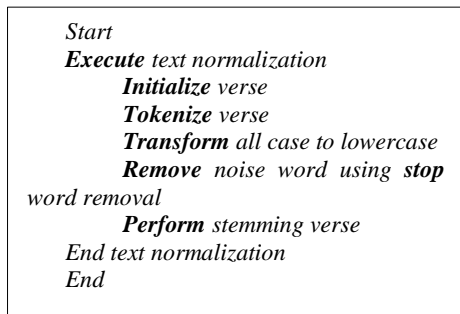 Start
Execute text normalization
Initialize verse
Tokenize verse
Transform all case to lowercase
Remove noise word using stop
word removal
Perform stemming verse
End text normalization
End